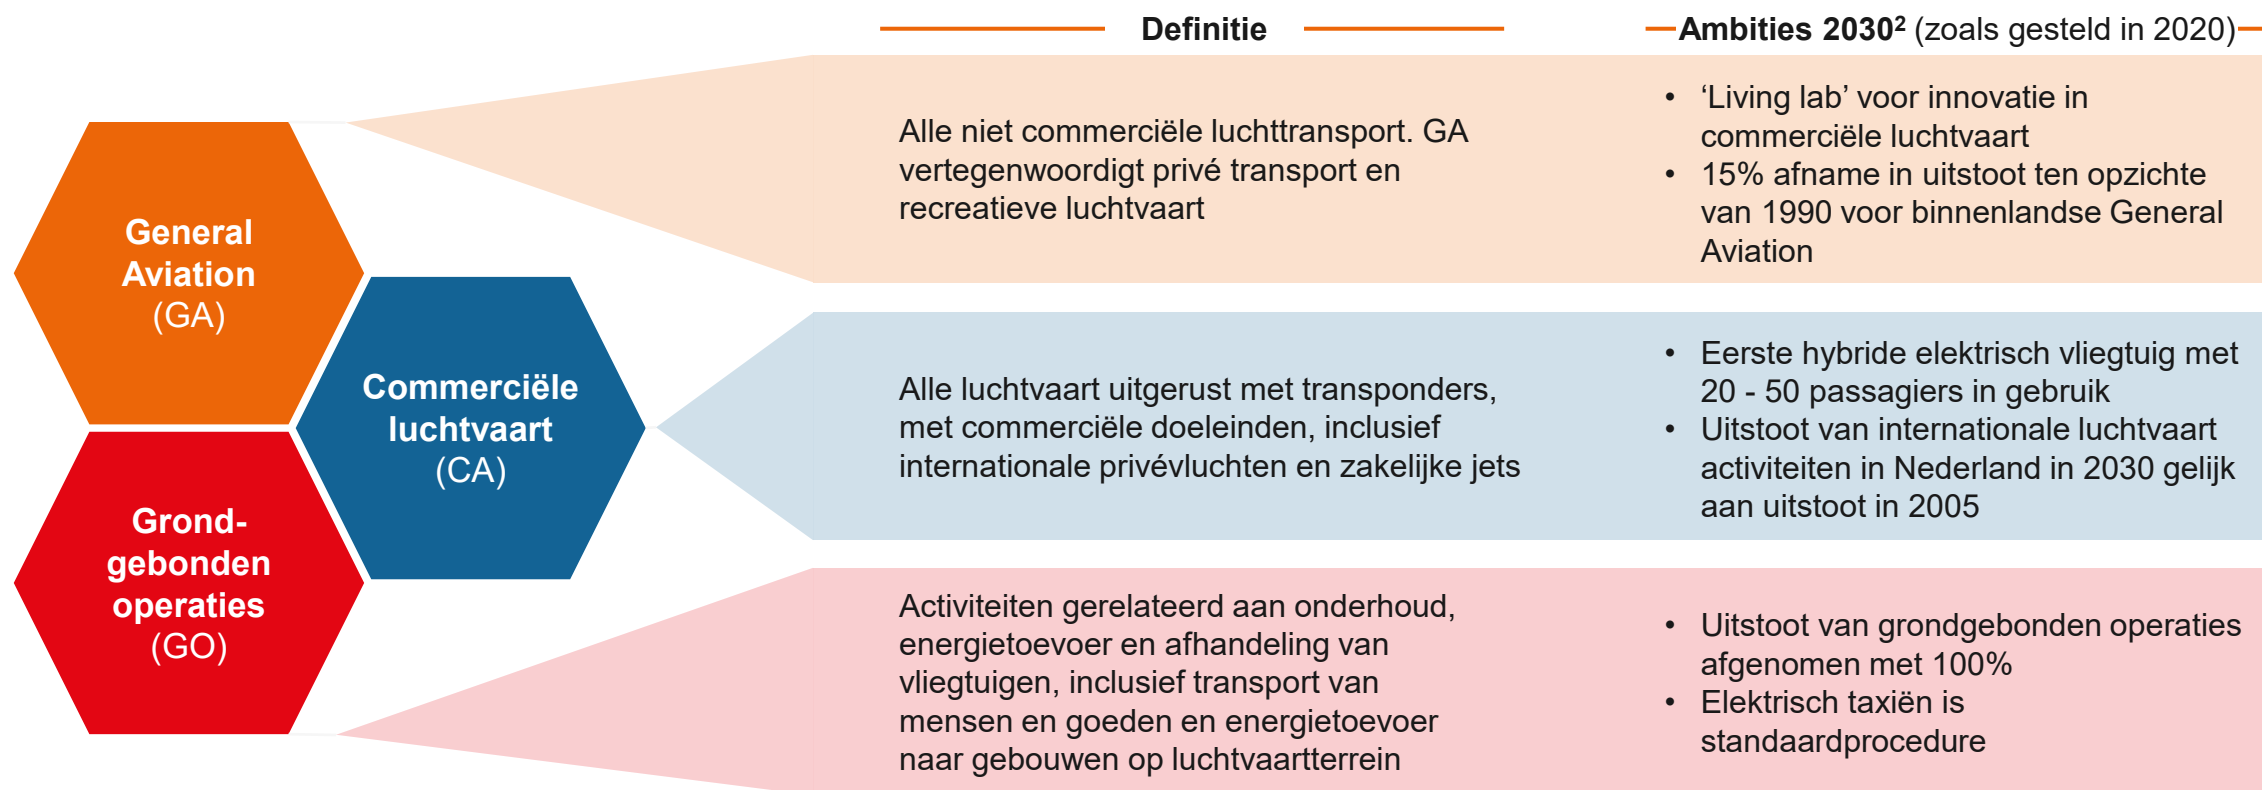 Definitie
Ambities 2030² (zoals gesteld in 2020)
General
Aviation
(GA)
Alle niet commerciële luchttransport. GA
vertegenwoordigt privé transport en
recreatieve luchtvaart
• ‘Living lab’ voor innovatie in
commerciële luchtvaart
• 15% afname in uitstoot ten opzichte
van 1990 voor binnenlandse General
Aviation
Commerciële
luchtvaart
(CA)
Alle luchtvaart uitgerust met transponders,
met commerciële doeleinden, inclusief
internationale privévluchten en zakelijke jets
• Eerste hybride elektrisch vliegtuig met
20 - 50 passagiers in gebruik
• Uitstoot van internationale luchtvaart
activiteiten in Nederland in 2030 gelijk
aan uitstoot in 2005
Grond-
gebonden
operaties
(GO)
Activiteiten gerelateerd aan onderhoud,
energietoevoer en afhandeling van
vliegtuigen, inclusief transport van
mensen en goeden en energietoevoer
naar gebouwen op luchtvaartterrein
• Uitstoot van grondgebonden operaties
afgenomen met 100%
• Elektrisch taxiën is
standaardprocedure